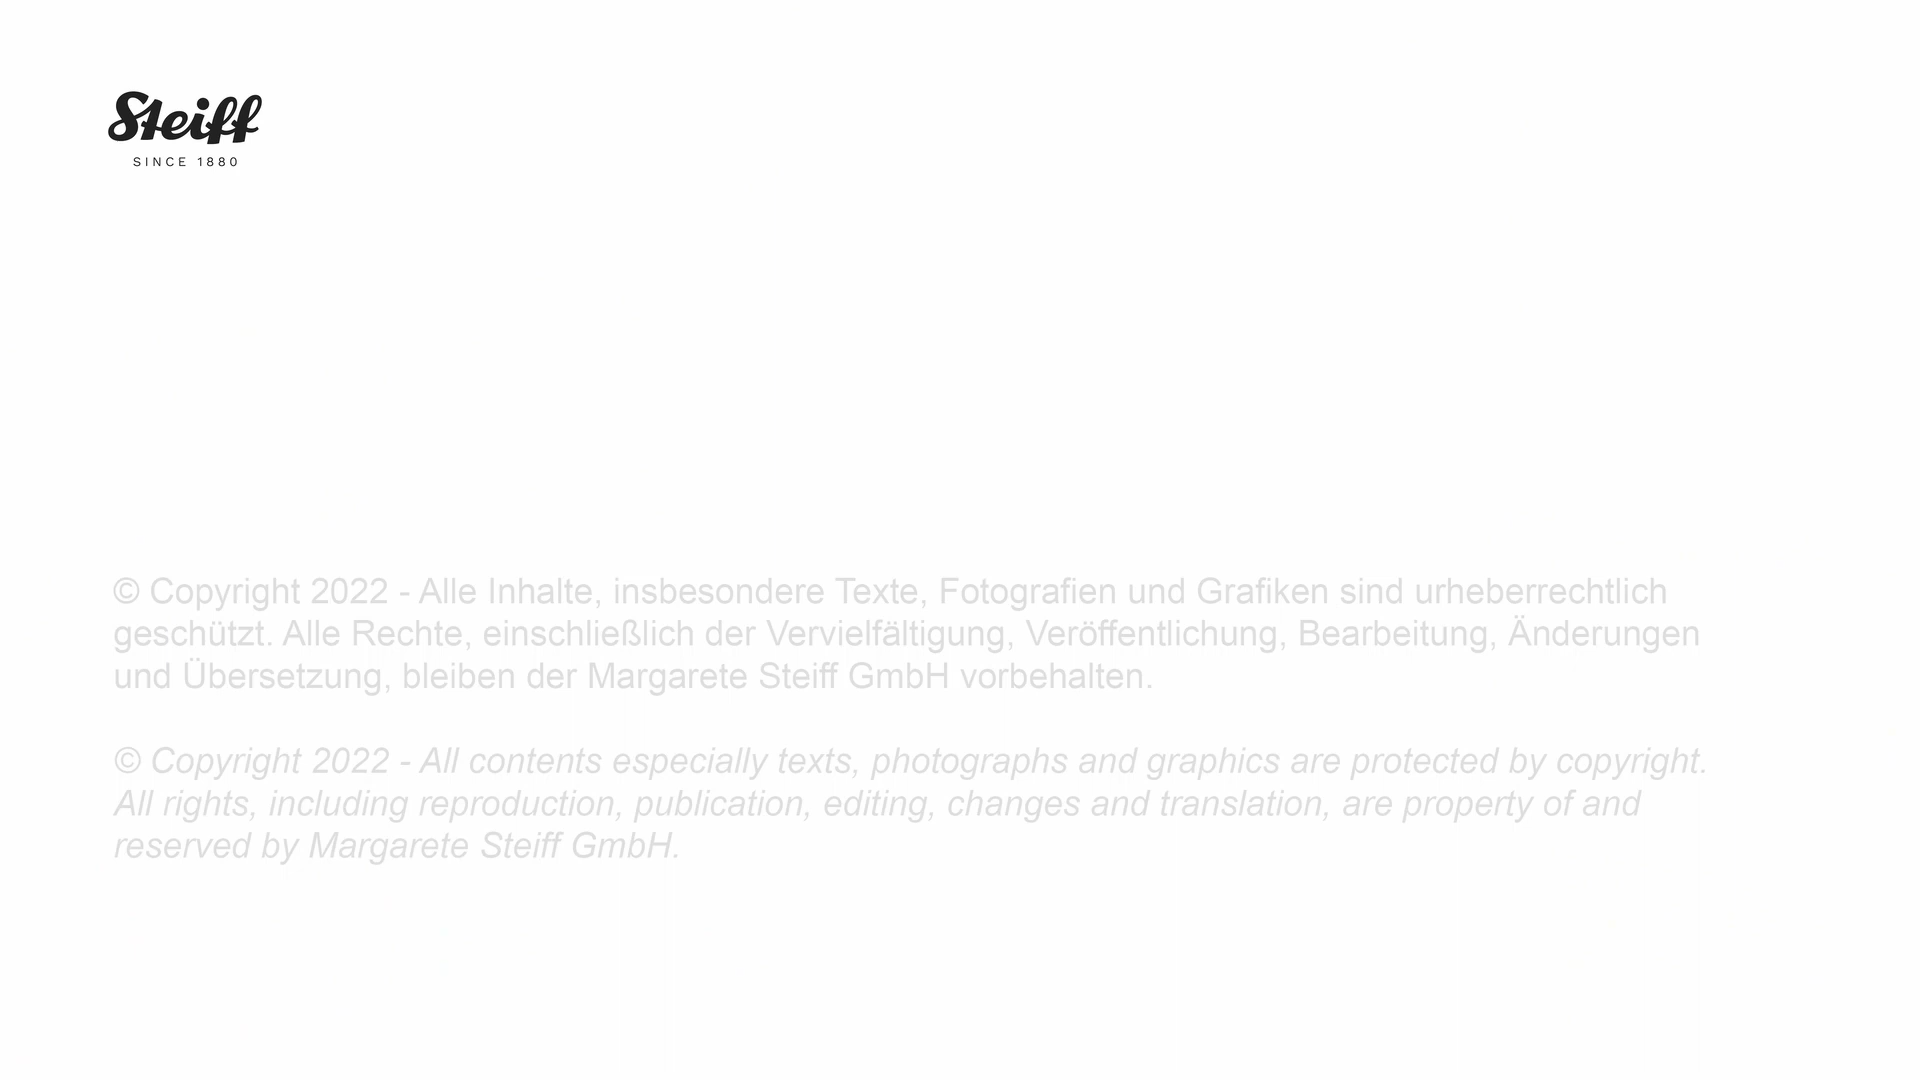 Steiff
SINCE 1880
© Copyright 2022 - Alle Inhalte, insbesondere Texte, Fotografien und Grafiken sind urheberrechtlich
geschützt. Alle Rechte, einschließlich der Vervielfältigung, Veröffentlichung, Bearbeitung, Änderungen
und Übersetzung, bleiben der Margarete Steiff GmbH vorbehalten.
© Copyright 2022 - All contents especially texts, photographs and graphics are protected by copyright.
All rights, including reproduction, publication, editing, changes and translation, are property of and
reserved by Margarete Steiff GmbH.